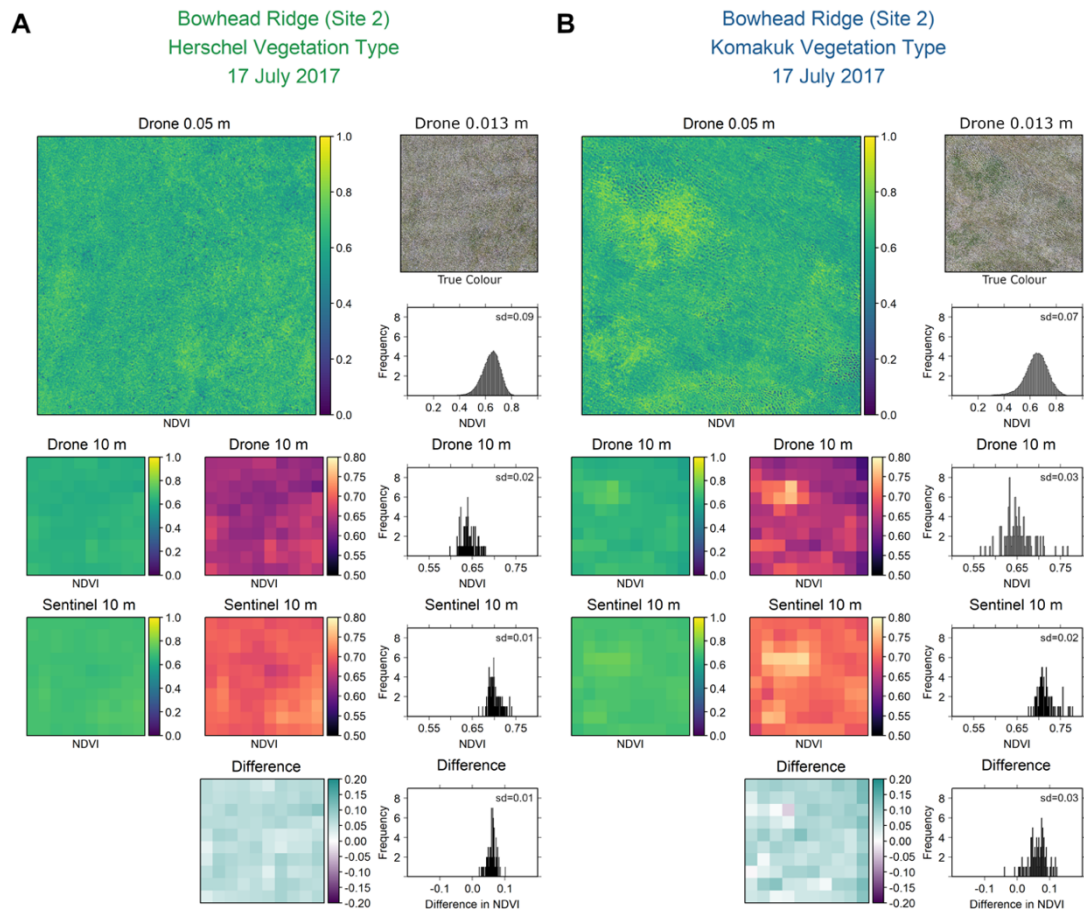 A
Bowhead Ridge (Site 2)
Herschel Vegetation Type
17 July 2017
Drone 0.05 m
1.0
0.8
0.6
0.4
0.2
0.0
NDVI
Drone 0.013 m
True Colour
sd=0.09
Frequency
8
6
4
2
0.2 0.4 0.6 0.8
Drone 10 m
1.0
0.8
0.6
0.4
0.2
0.0
NDVI
Drone 10 m
0.80
0.75
0.70
0.65
0.60
0.55
0.50
NDVI
Drone 10 m
sd=0.02
Frequency
8
6
4
2
0.55 0.65 0.75
NDVI
Sentinel 10 m
1.0
0.8
0.6
0.4
0.2
0.0
NDVI
Sentinel 10 m
0.80
0.75
0.70
0.65
0.60
0.55
0.50
NDVI
Sentinel 10 m
sd=0.01
Frequency
8
6
4
2
0.55 0.65 0.75
NDVI
Difference
0.20
0.15
0.10
0.05
0.00
-0.05
-0.10
-0.15
-0.20
Difference
sd=0.01
Frequency
8
6
4
2
-0.1 0.0 0.1
Difference in NDVI
B
Bowhead Ridge (Site 2)
Komakuk Vegetation Type
17 July 2017
Drone 0.05 m
1.0
0.8
0.6
0.4
0.2
0.0
NDVI
Drone 0.013 m
True Colour
sd=0.07
Frequency
8
6
4
2
0.2 0.4 0.6 0.8
Drone 10 m
1.0
0.8
0.6
0.4
0.2
0.0
NDVI
Drone 10 m
0.80
0.75
0.70
0.65
0.60
0.55
0.50
NDVI
Drone 10 m
sd=0.03
Frequency
8
6
4
2
0.55 0.65 0.75
NDVI
Sentinel 10 m
1.0
0.8
0.6
0.4
0.2
0.0
NDVI
Sentinel 10 m
0.80
0.75
0.70
0.65
0.60
0.55
0.50
NDVI
Sentinel 10 m
sd=0.02
Frequency
8
6
4
2
0.55 0.65 0.75
NDVI
Difference
0.20
0.15
0.10
0.05
0.00
-0.05
-0.10
-0.15
-0.20
Difference
sd=0.03
Frequency
8
6
4
2
-0.1 0.0 0.1
Difference in NDVI